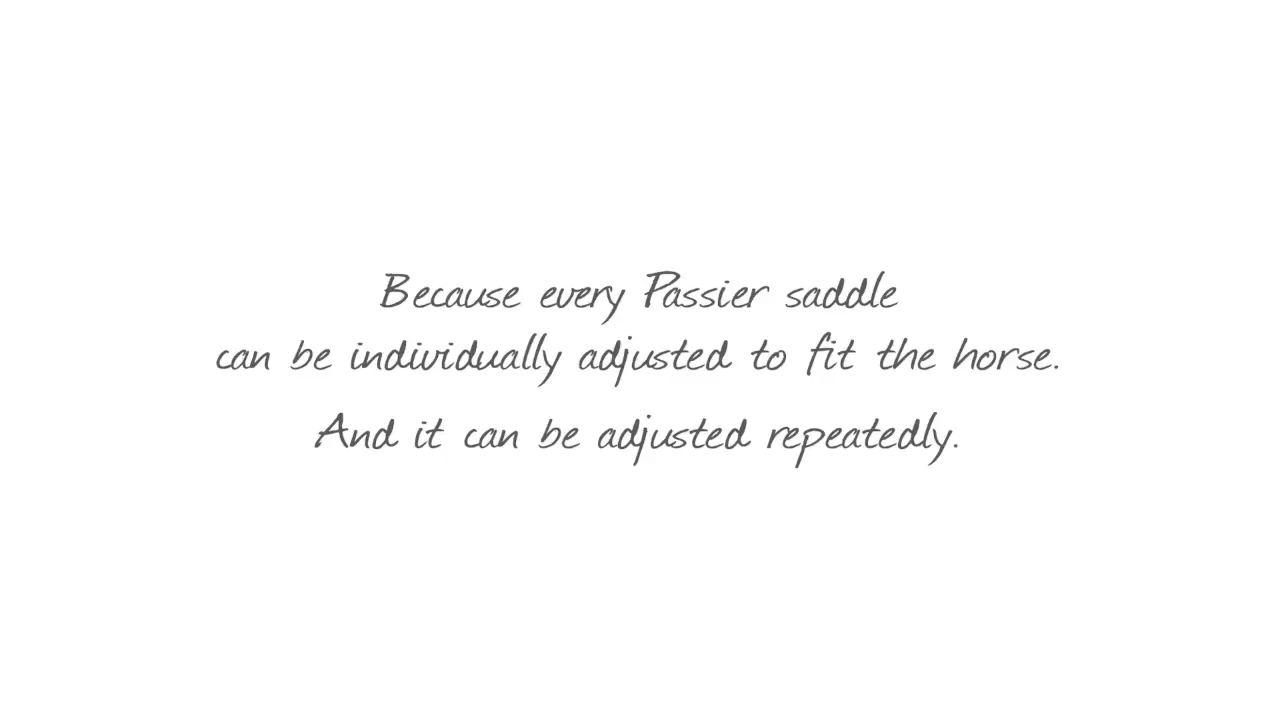 Because every Passier saddle
can be individually adjusted to fit the horse.
And it can be adjusted repeatedly.